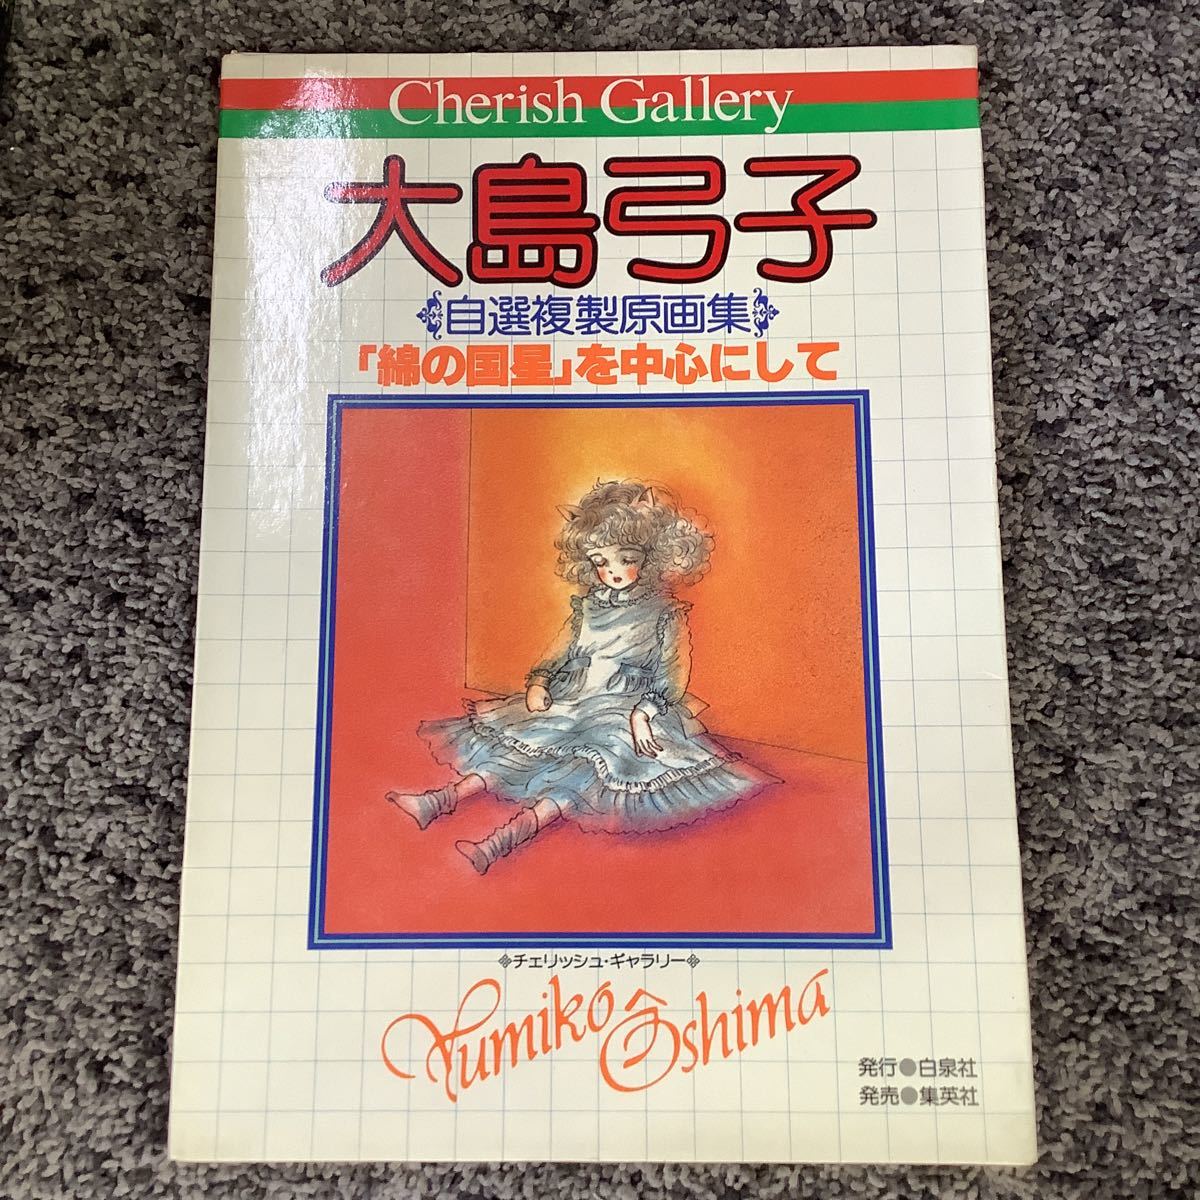 Cherish Gallery
大島弓子
自選複製原画集
「綿の国星」を中心にして
チェリッシュ・ギャラリー
Yumiko Ôshima
発行●白泉社
発売●集英社